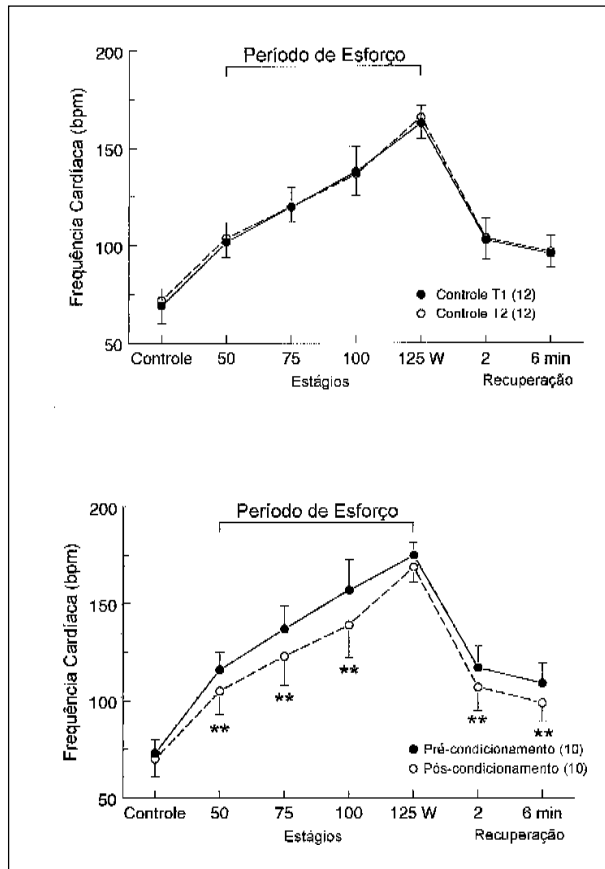 Período de Esforço
200
150
100
50
Frequência Cardíaca (bpm)
Controle T1 (12)
Controle T2 (12)
Controle 50 75 100 125 W 2 6 min
Estágios Recuperação
Período de Esforço
200
150
100
50
Frequência Cardíaca (bpm)
** ** ** ** **
Pré-condicionamento (10)
Pós-condicionamento (10)
Controle 50 75 100 125 W 2 6 min
Estágios Recuperação